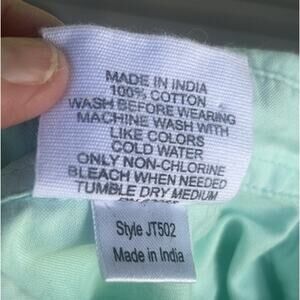 MADE IN INDIA
100% COTTON
WASH BEFORE WEARING
MACHINE WASH WITH
LIKE COLORS
COLD WATER
ONLY NON-CHLORINE
BLEACH WHEN NEEDED
TUMBLE DRY MEDIUM
Style JT502
Made in India